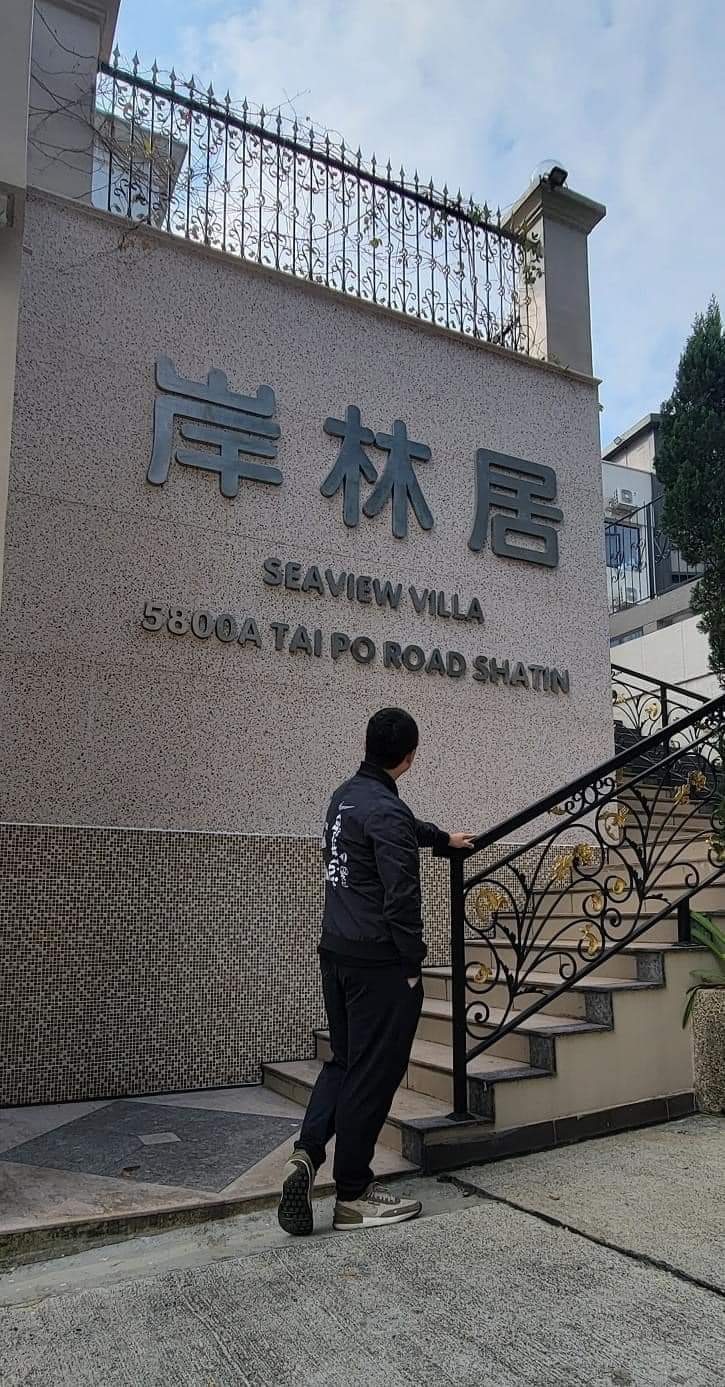 岸林居
SEAVIEW VILLA
5800A TAI PO ROAD SHATIN